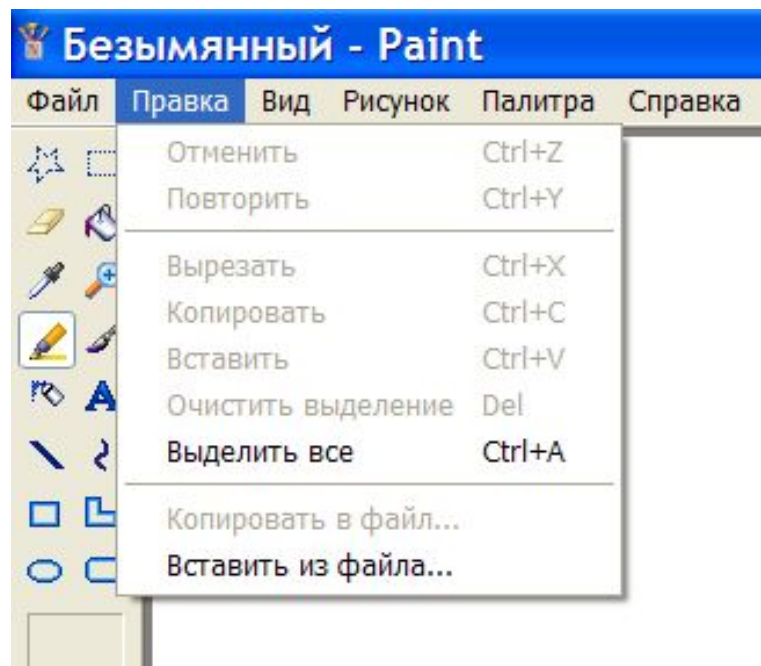 Безымянный - Paint
Файл Правка Вид Рисунок Палитра Справка
Отменить Ctrl+Z
Повторить Ctrl+Y
Вырезать Ctrl+X
Копировать Ctrl+C
Вставить Ctrl+V
Очистить выделение Del
Выделить все Ctrl+A
Копировать в файл...
Вставить из файла...